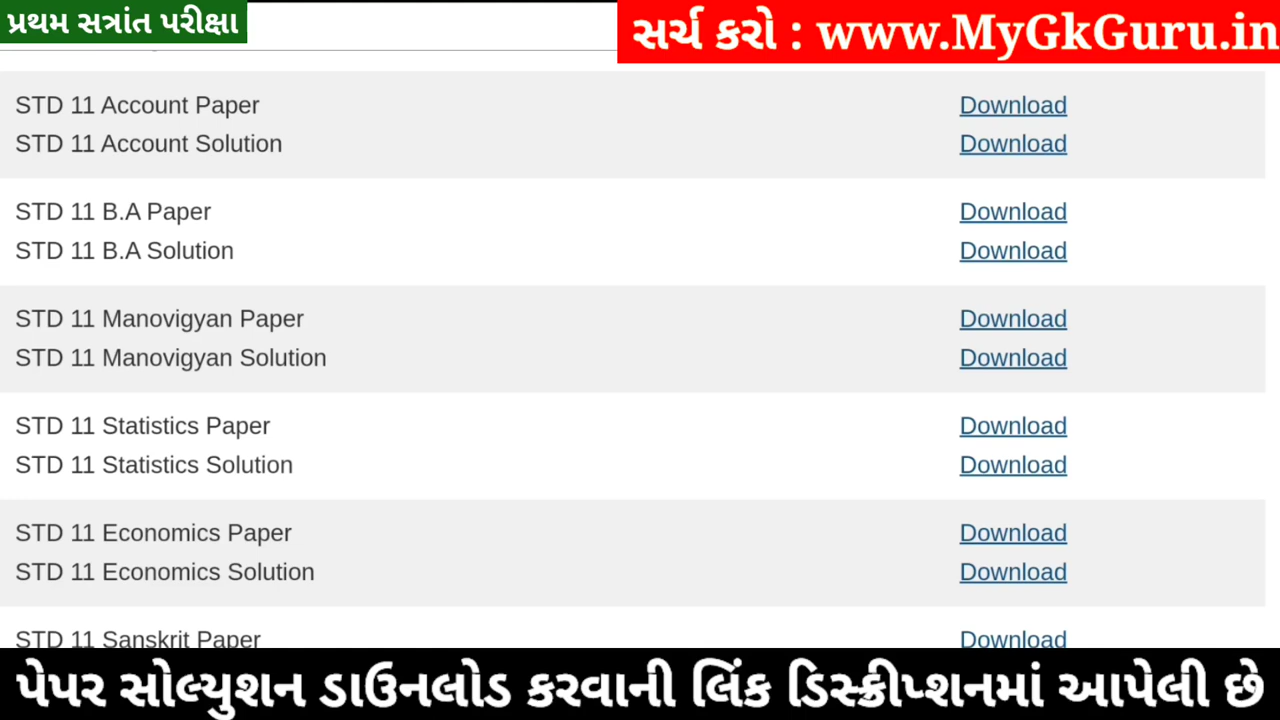 પ્રથમ સત્રાંત પરીક્ષા
સર્ચ કરો : www.MyGkGuru.in
STD 11 Account Paper Download
STD 11 Account Solution Download
STD 11 B.A Paper Download
STD 11 B.A Solution Download
STD 11 Manovigyan Paper Download
STD 11 Manovigyan Solution Download
STD 11 Statistics Paper Download
STD 11 Statistics Solution Download
STD 11 Economics Paper Download
STD 11 Economics Solution Download
STD 11 Sanskrit Paper Download
પેપર સોલ્યુશન ડાઉનલોડ કરવાની લિંક ડિસ્ક્રીપ્શનમાં આપેલી છે